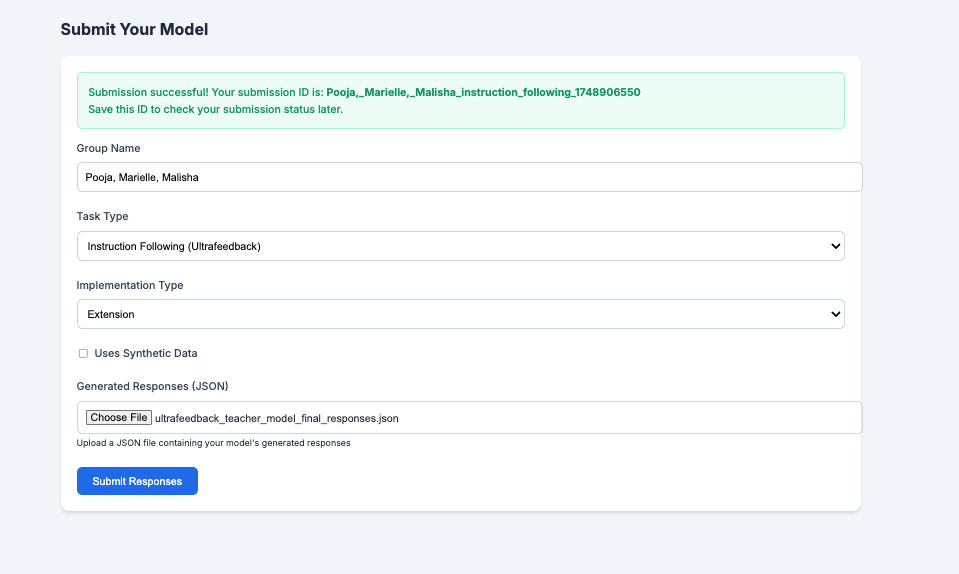 Submit Your Model
Submission successful! Your submission ID is: Pooja,_Marielle,_Malisha_instruction_following_1748906550
Save this ID to check your submission status later.
Group Name
Pooja, Marielle, Malisha
Task Type
Instruction Following (Ultrafeedback)
Implementation Type
Extension
Uses Synthetic Data
Generated Responses (JSON)
Choose File ultrafeedback_teacher_model_final_responses.json
Upload a JSON file containing your model's generated responses
Submit Responses